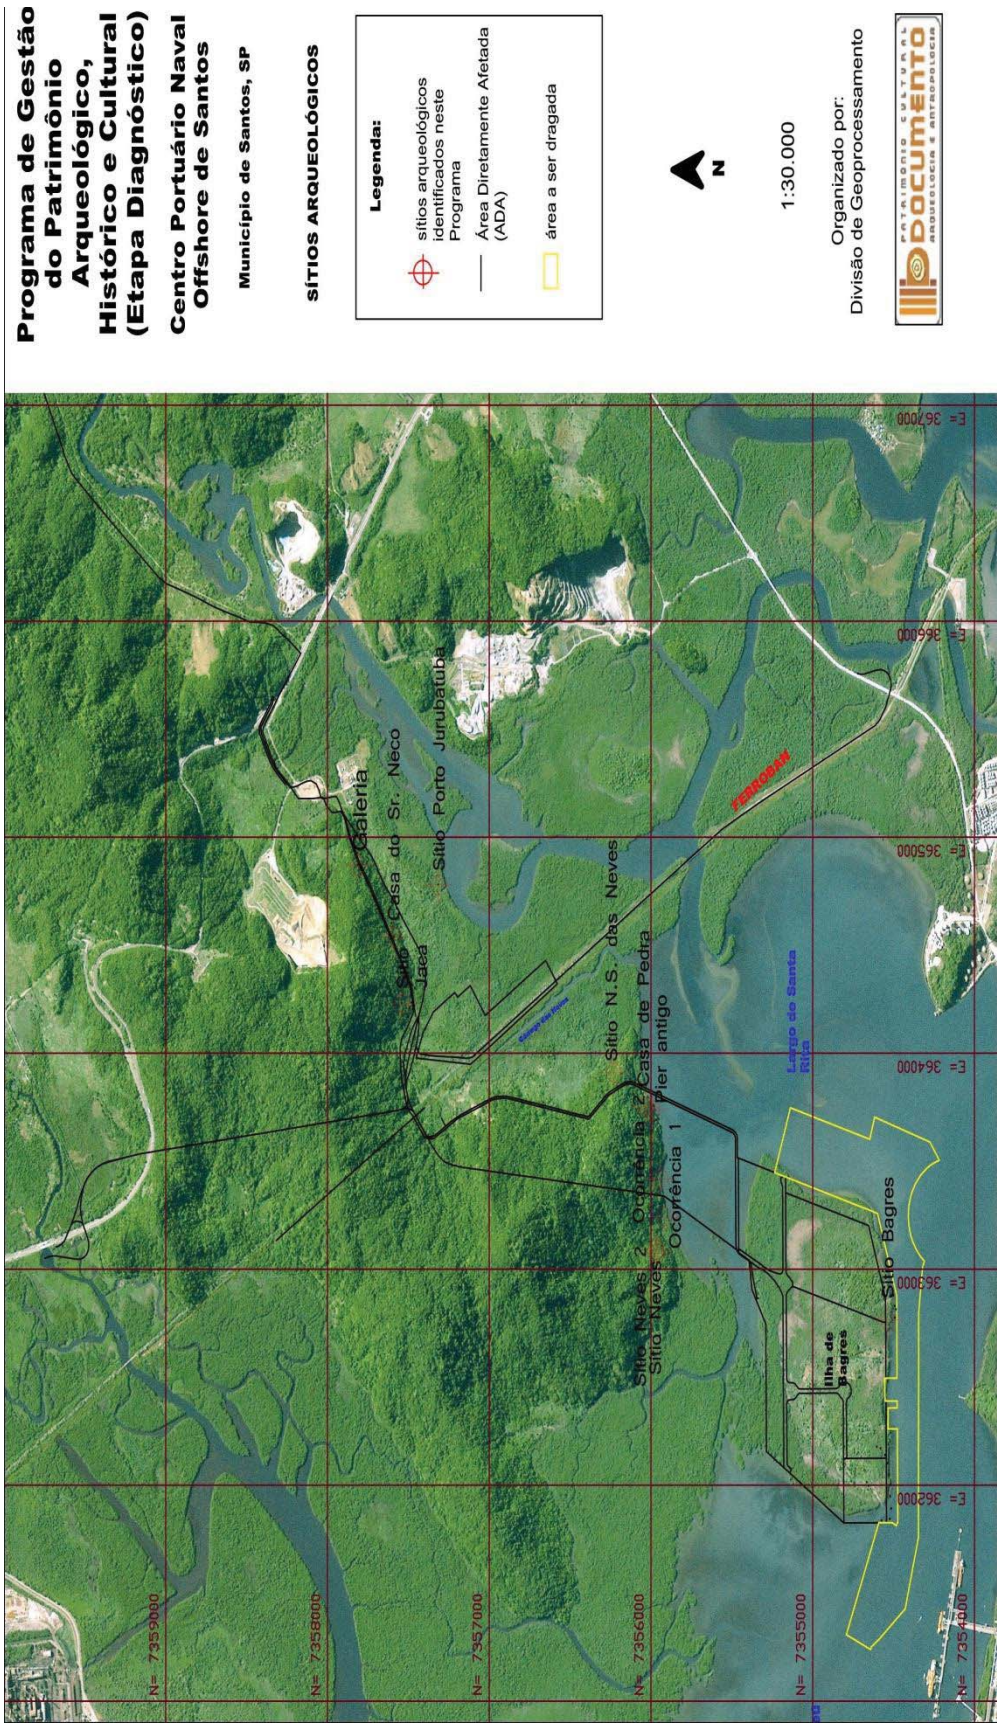 Programa de Gestão
do Patrimônio
Arqueológico,
Histórico e Cultural
(Etapa Diagnóstico)
Centro Portuário Naval
Offshore de Santos
Município de Santos, SP
SÍTIOS ARQUEOLÓGICOS
Legenda:
sítios arqueológicos
identificados neste
Programa
Área Diretamente Afetada
(ADA)
área a ser dragada
N
1:30.000
Organizado por:
Divisão de Geoprocessamento
PATRIMÔNIO CULTURAL
DOCUMENTO
ARQUEOLOGIA E ANTROPOLOGIA
N= 7359000
N= 7358000
N= 7357000
N= 7356000
N= 7355000
N= 7354000
E= 362000
E= 363000
E= 364000
E= 365000
E= 366000
E= 367000
Galeria
Sítio Casa do Sr. Neco
Jaca
Sítio Porto Jurubatuba
Sítio N.S. das Neves
Sítio Neves 2
Ocorrência 2
Casa de Pedra
Sítio Neves
Ocorrência 1
Pier antigo
Sítio Bagres
Ilha de
Bagres
FERROBAN
Largo do Santa
Rita